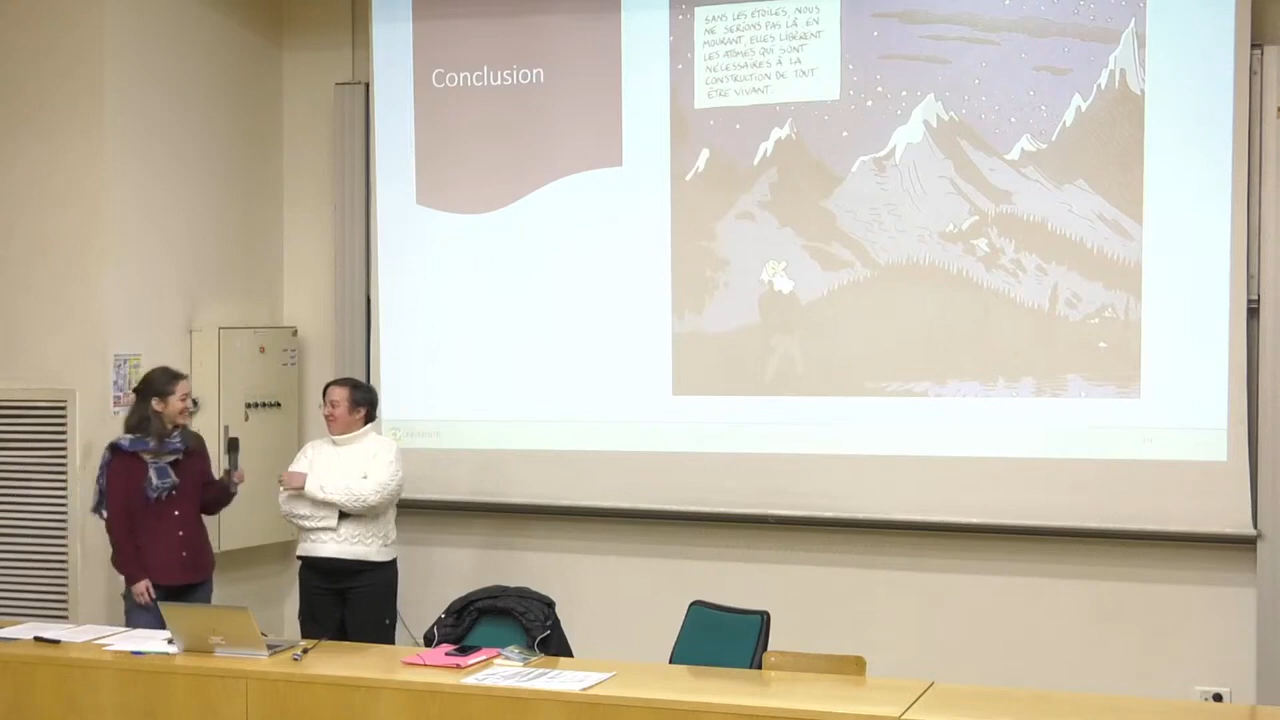 Conclusion
SANS LES ÉTOILES, NOUS
NE SERIONS PAS LÀ. EN
MOURANT, ELLES LIBÈRENT
LES ATOMES QUI SONT
NÉCESSAIRES À LA
CONSTRUCTION DE TOUT
ÊTRE VIVANT.
UNIVERSITÉ